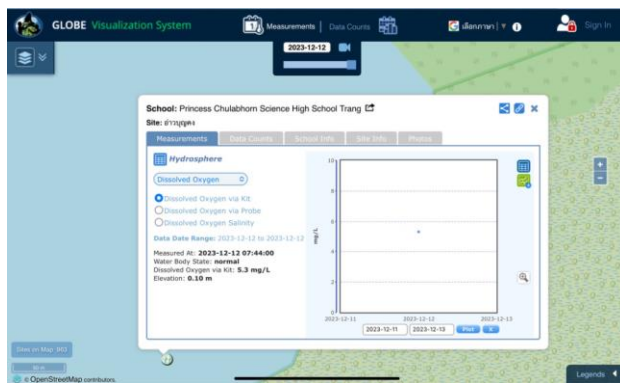 GLOBE Visualization System
Measurements | Data Counts
เลือกภาษา | ▼
Sign In
2023-12-12
School: Princess Chulabhorn Science High School Trang
Site: อ่าวบุญคง
Measurements Data Counts School Info Site Info Photos
Hydrosphere
Dissolved Oxygen
Dissolved Oxygen via Kit
Dissolved Oxygen via Probe
Dissolved Oxygen Salinity
Data Date Range: 2023-12-12 to 2023-12-12
Measured At: 2023-12-12 07:44:00
Water Body State: normal
Dissolved Oxygen via Kit: 5.3 mg/L
Elevation: 0.10 m
mg/L
10
8
6
4
2
0
2023-12-11 2023-12-12 2023-12-13
2023-12-11 2023-12-13 Plot X
Legends
© OpenStreetMap contributors.